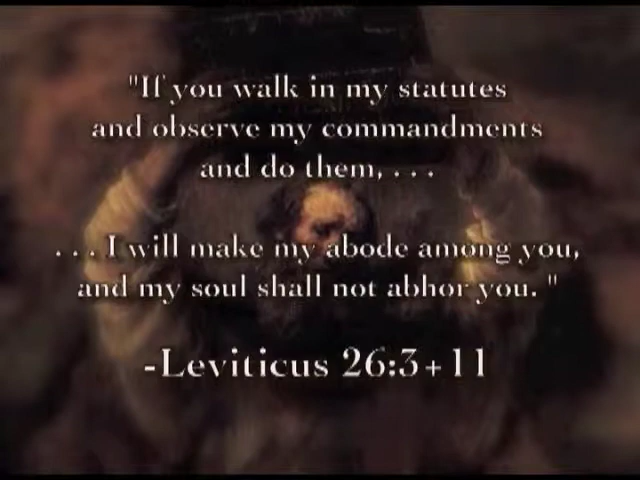 "If you walk in my statutes
and observe my commandments
and do them, . . .
. . . I will make my abode among you,
and my soul shall not abhor you. "
-Leviticus 26:3+11